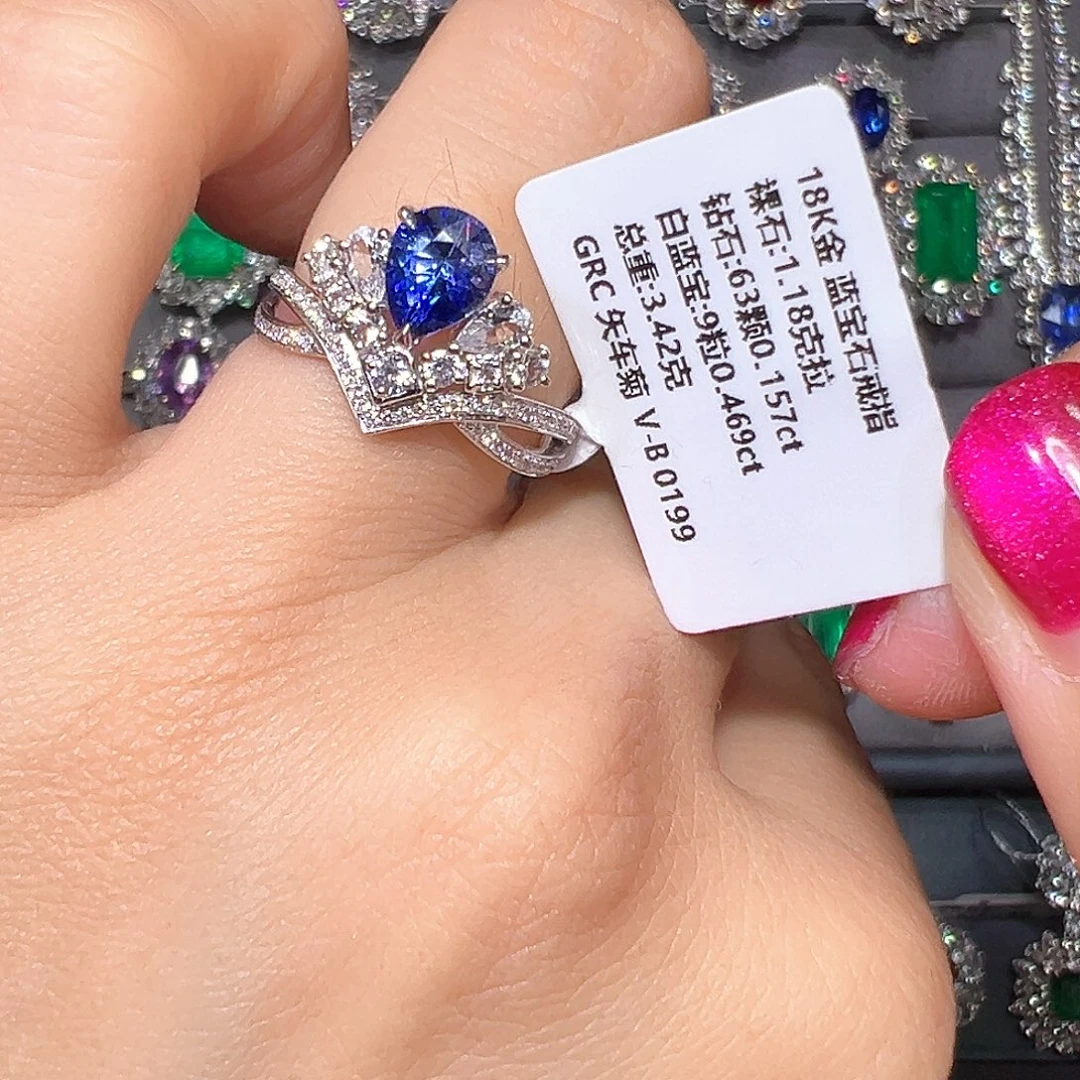 18K金 蓝宝石戒指
裸石:1.18克拉
钻石:63颗0.157ct
白蓝宝:9粒0.469ct
总重:3.42克
GRC 矢车菊 V-B0199